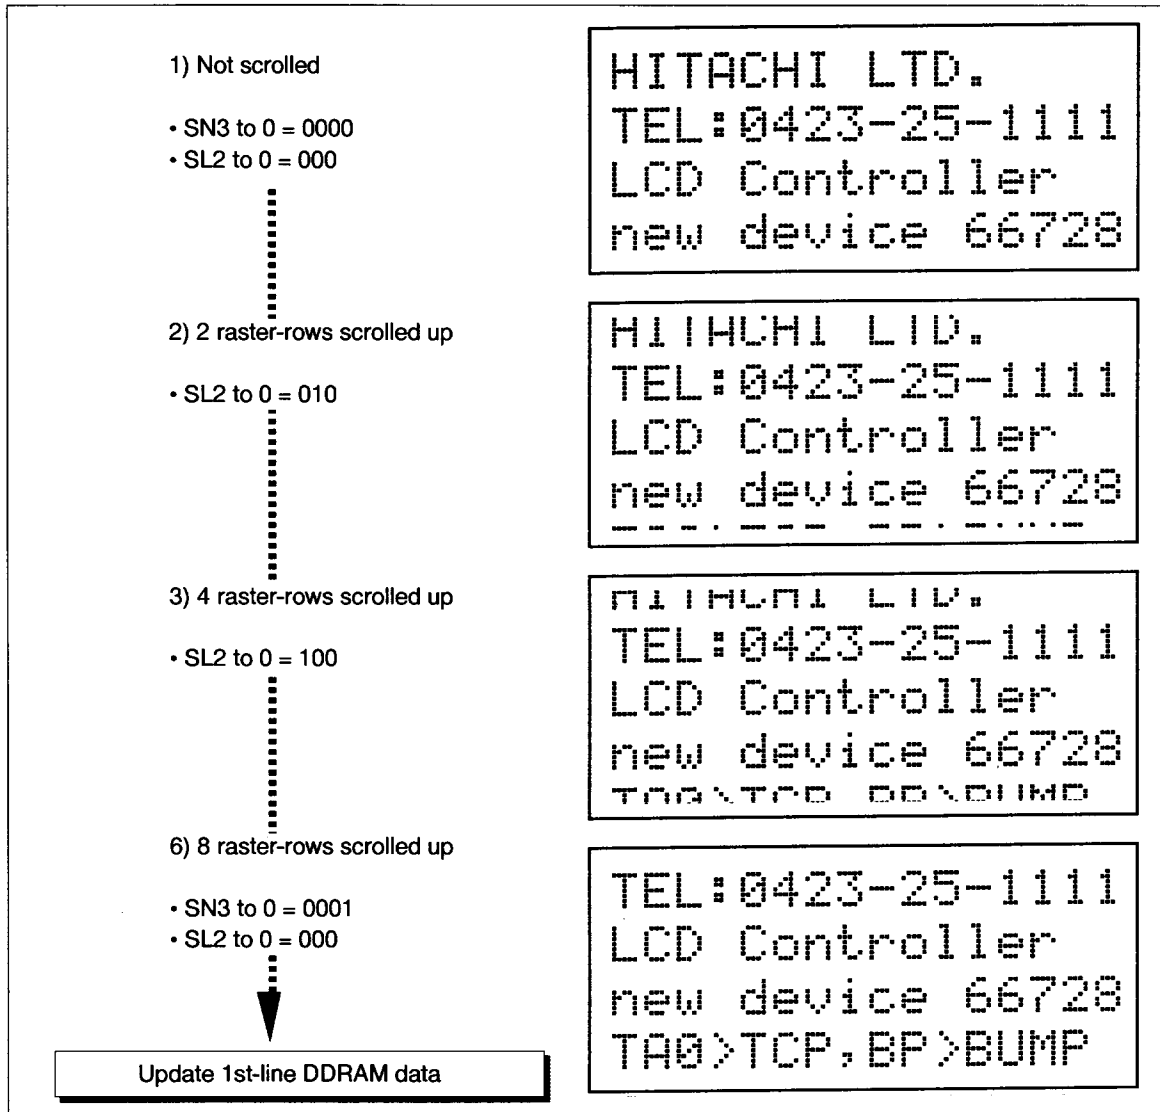 1) Not scrolled
• SN3 to 0 = 0000
• SL2 to 0 = 000
HITACHI LTD.
TEL:0423-25-1111
LCD Controller
new device 66728
2) 2 raster-rows scrolled up
• SL2 to 0 = 010
HITACHI LTD.
TEL:0423-25-1111
LCD Controller
new device 66728
3) 4 raster-rows scrolled up
• SL2 to 0 = 100
HITACHI LTD.
TEL:0423-25-1111
LCD Controller
new device 66728
6) 8 raster-rows scrolled up
• SN3 to 0 = 0001
• SL2 to 0 = 000
TEL:0423-25-1111
LCD Controller
new device 66728
TA0>TCP,BP>BUMP
Update 1st-line DDRAM data